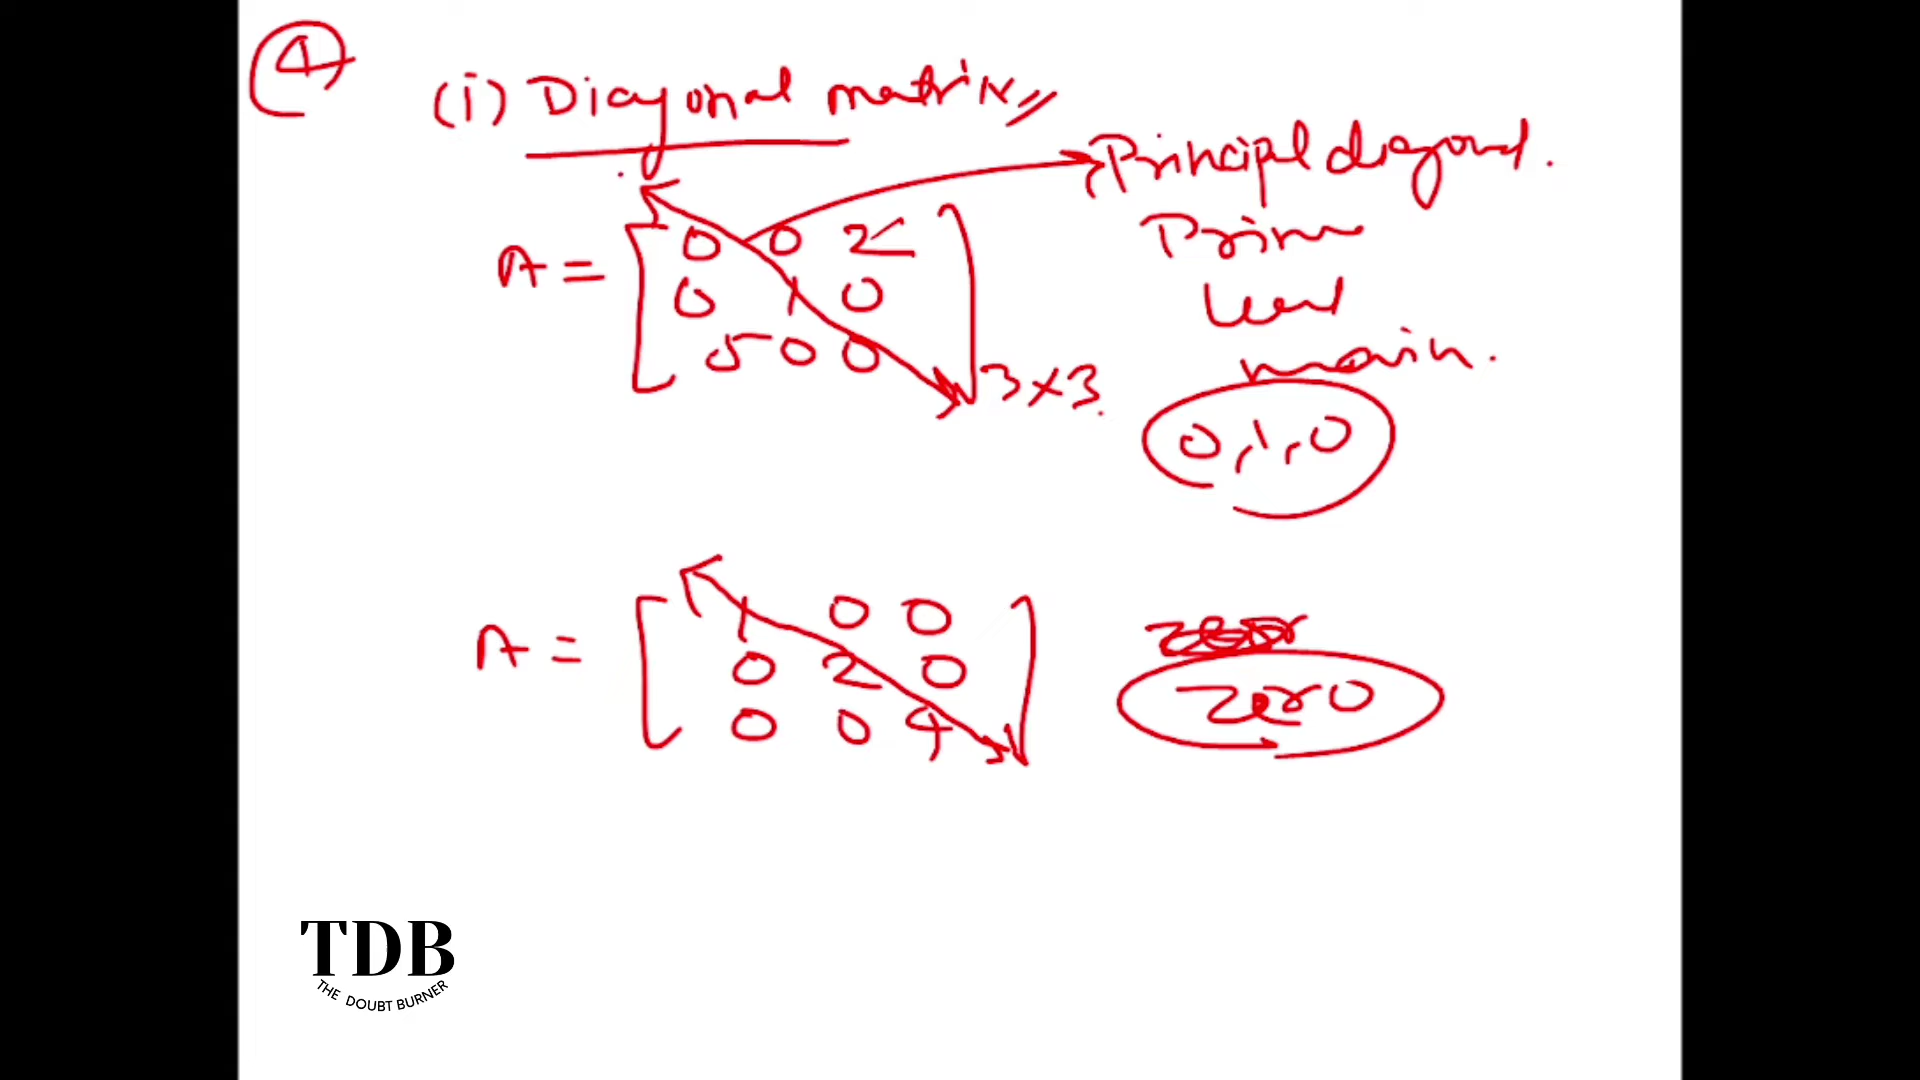 4
(i) Diagonal matrix
Principal diagonal.
Prime
Lead
main.
A = [ 0 0 2
0 1 0
5 0 0 ] 3×3.
0, 1, 0
A = [ 1 0 0
0 2 0
0 0 4 ]
zero
TDB
THE DOUBT BURNER